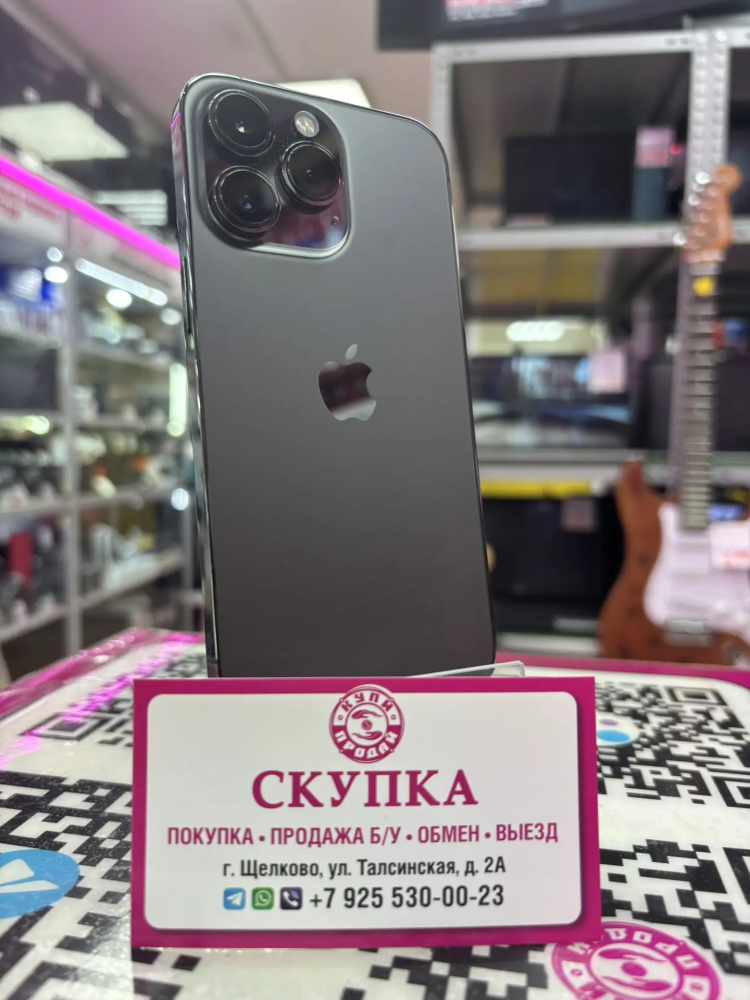 КУПИ
ПРОДАЙ
СКУПКА
ПОКУПКА • ПРОДАЖА Б/У • ОБМЕН • ВЫЕЗД
г. Щелково, ул. Талсинская, д. 2А
+7 925 530-00-23